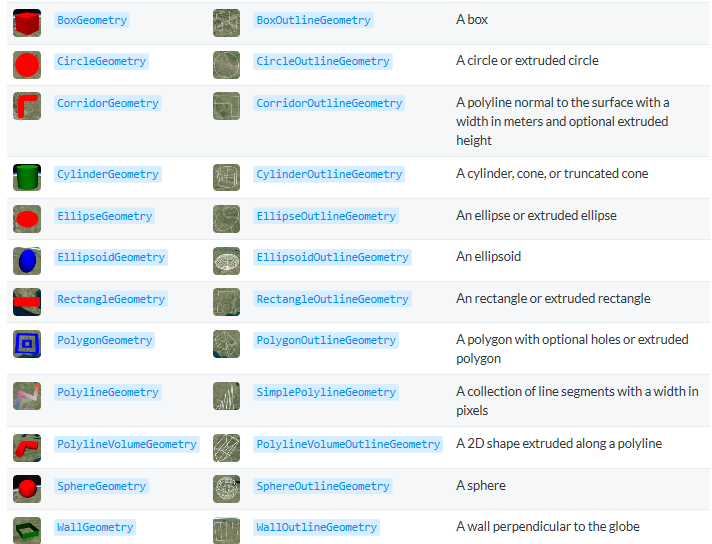 BoxGeometry BoxOutlineGeometry A box
CircleGeometry CircleOutlineGeometry A circle or extruded circle
CorridorGeometry CorridorOutlineGeometry A polyline normal to the surface with a
width in meters and optional extruded
height
CylinderGeometry CylinderOutlineGeometry A cylinder, cone, or truncated cone
EllipseGeometry EllipseOutlineGeometry An ellipse or extruded ellipse
EllipsoidGeometry EllipsoidOutlineGeometry An ellipsoid
RectangleGeometry RectangleOutlineGeometry An rectangle or extruded rectangle
PolygonGeometry PolygonOutlineGeometry A polygon with optional holes or extruded
polygon
PolylineGeometry SimplePolylineGeometry A collection of line segments with a width in
pixels
PolylineVolumeGeometry PolylineVolumeOutlineGeometry A 2D shape extruded along a polyline
SphereGeometry SphereOutlineGeometry A sphere
WallGeometry WallOutlineGeometry A wall perpendicular to the globe